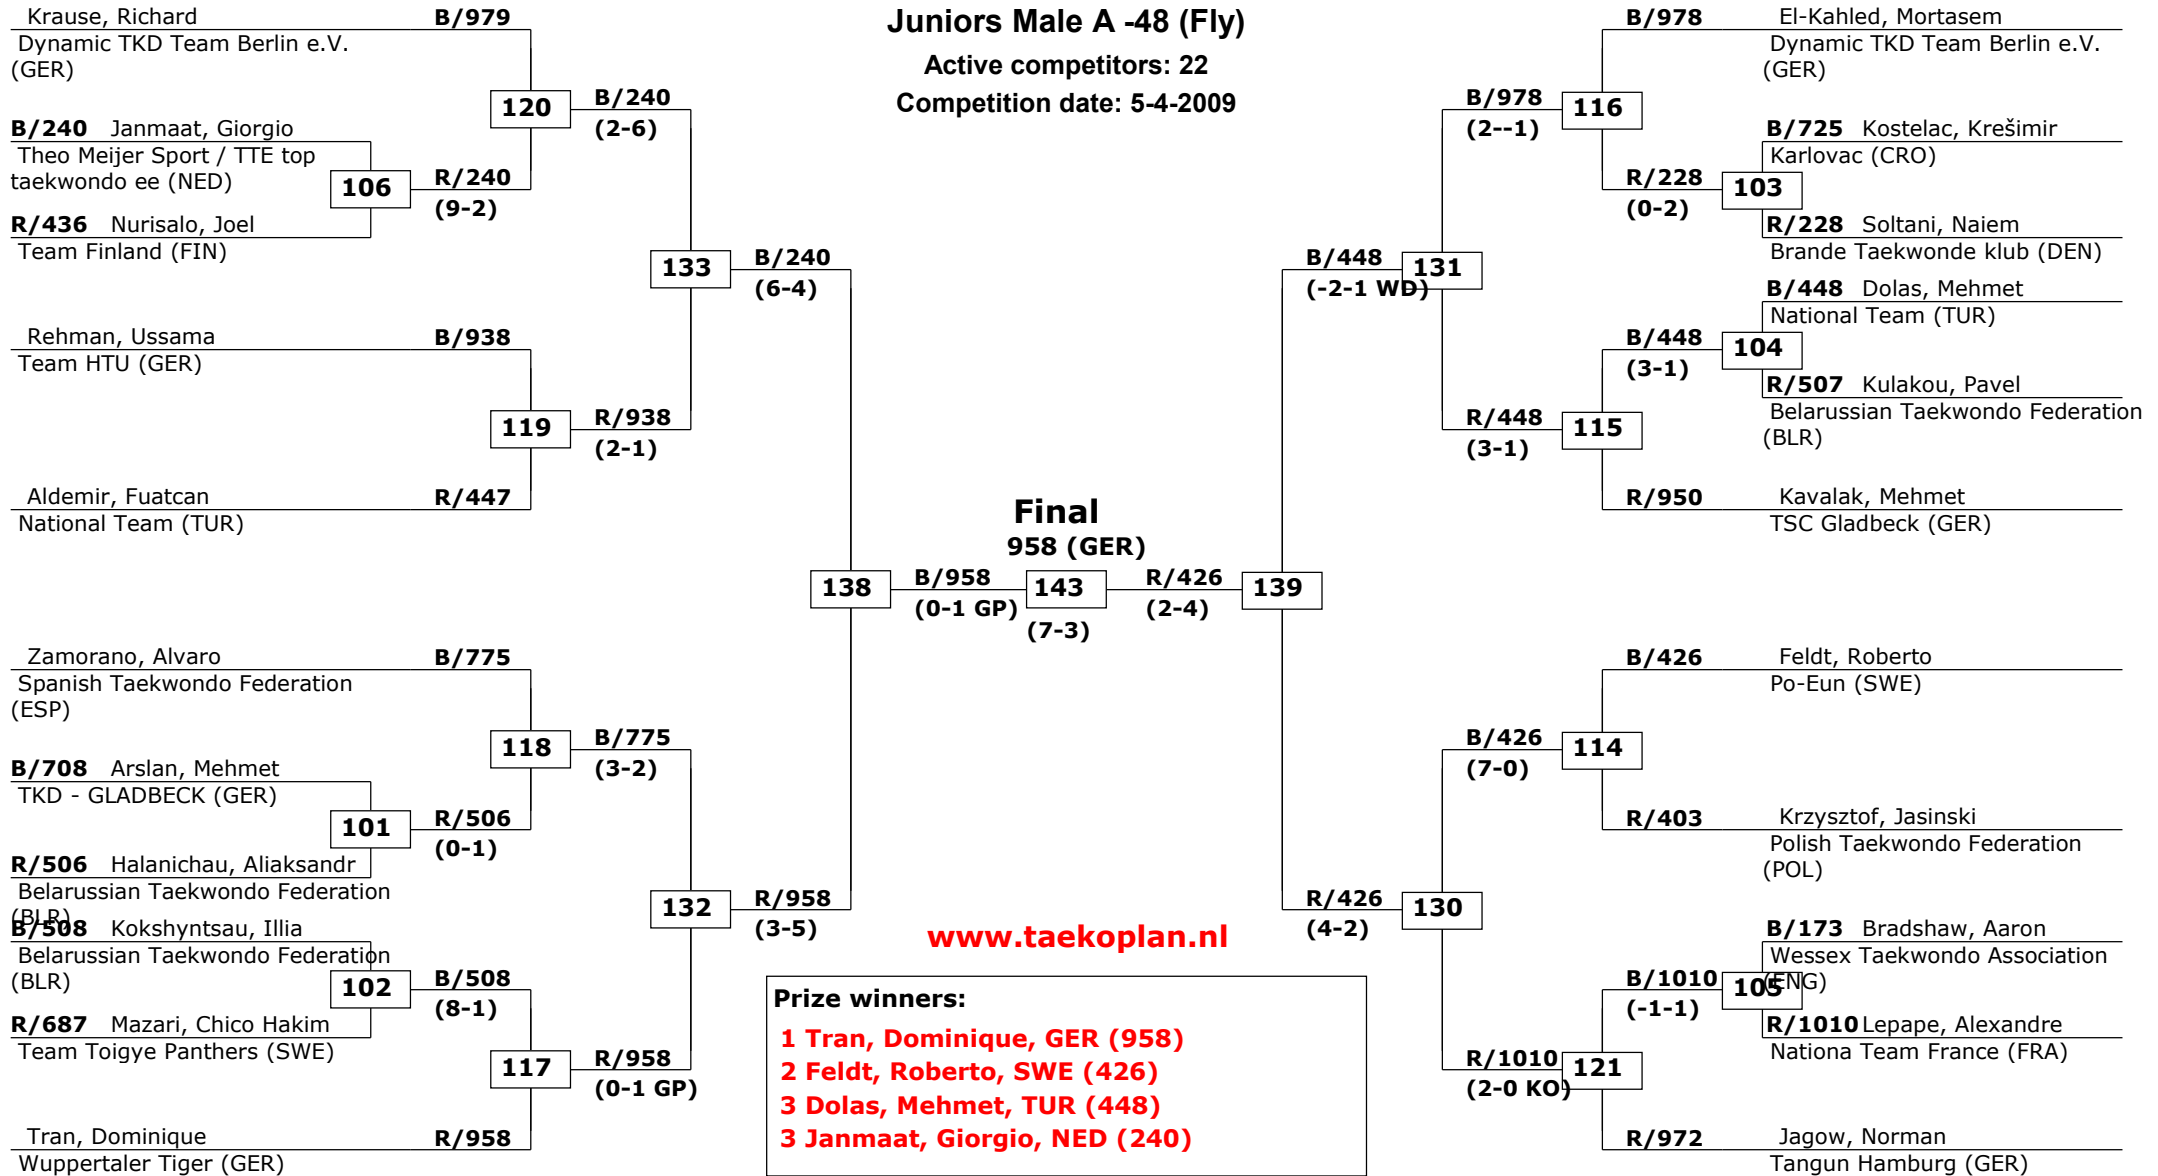 Juniors Male A -48 (Fly)
Active competitors: 22
Competition date: 5-4-2009
Krause, Richard B/979
Dynamic TKD Team Berlin e.V.
(GER)
120
B/240
(2-6)
B/240 Janmaat, Giorgio
Theo Meijer Sport / TTE top
taekwondo ee (NED)
106
R/240
(9-2)
R/436 Nurisalo, Joel
Team Finland (FIN)
133
B/240
(6-4)
Rehman, Ussama B/938
Team HTU (GER)
119
R/938
(2-1)
Aldemir, Fuatcan R/447
National Team (TUR)
138
B/958
(0-1 GP)
Zamorano, Alvaro B/775
Spanish Taekwondo Federation
(ESP)
118
B/775
(3-2)
B/708 Arslan, Mehmet
TKD - GLADBECK (GER)
101
R/506
(0-1)
R/506 Halanichau, Aliaksandr
Belarussian Taekwondo Federation
(BLR)
132
R/958
(3-5)
B/508 Kokshyntsau, Illia
Belarussian Taekwondo Federation
(BLR)
102
B/508
(8-1)
R/687 Mazari, Chico Hakim
Team Toigye Panthers (SWE)
117
R/958
(0-1 GP)
Tran, Dominique R/958
Wuppertaler Tiger (GER)
Final
958 (GER)
143
(7-3)
R/426
(2-4)
139
B/978 El-Kahled, Mortasem
Dynamic TKD Team Berlin e.V.
(GER)
B/978
(2--1)
116
B/725 Kostelac, Krešimir
Karlovac (CRO)
R/228
(0-2)
103
R/228 Soltani, Naiem
Brande Taekwonde klub (DEN)
B/448
(-2-1 WD)
131
B/448 Dolas, Mehmet
National Team (TUR)
B/448
(3-1)
104
R/507 Kulakou, Pavel
Belarussian Taekwondo Federation
(BLR)
R/448
(3-1)
115
R/950 Kavalak, Mehmet
TSC Gladbeck (GER)
B/426 Feldt, Roberto
Po-Eun (SWE)
B/426
(7-0)
114
R/403 Krzysztof, Jasinski
Polish Taekwondo Federation
(POL)
R/426
(4-2)
130
B/173 Bradshaw, Aaron
Wessex Taekwondo Association
(ENG)
B/1010
(-1-1)
105
R/1010 Lepape, Alexandre
Nationa Team France (FRA)
R/1010
(2-0 KO)
121
R/972 Jagow, Norman
Tangun Hamburg (GER)
www.taekoplan.nl
Prize winners:
1 Tran, Dominique, GER (958)
2 Feldt, Roberto, SWE (426)
3 Dolas, Mehmet, TUR (448)
3 Janmaat, Giorgio, NED (240)